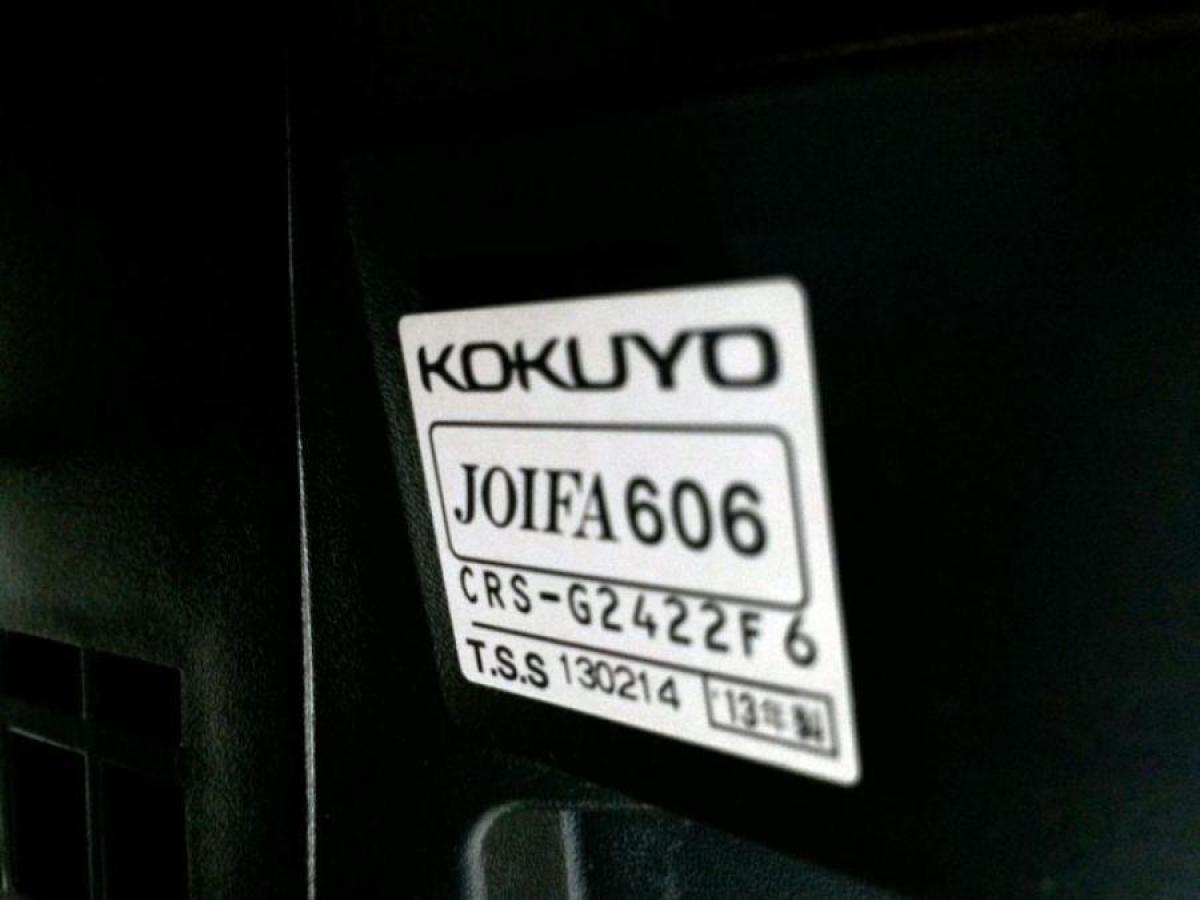 KOKUYO
JOIFA606
CRS-G2422F6
T.S.S 130214 '13年製